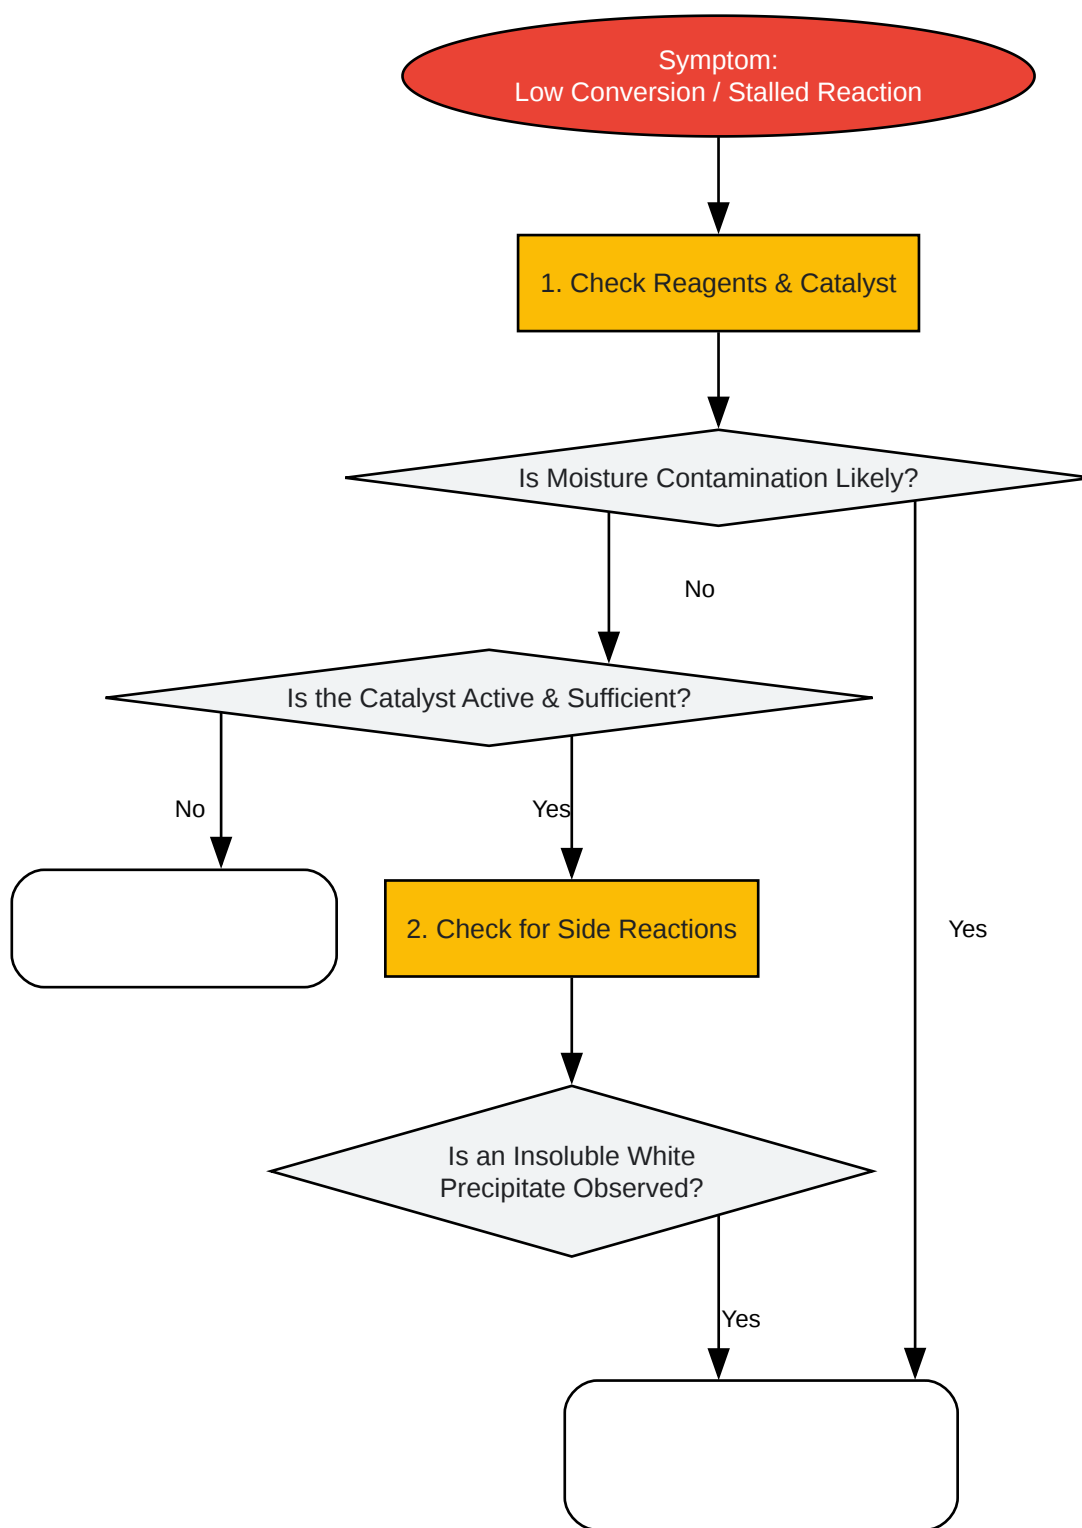 Symptom:
Low Conversion / Stalled Reaction
1. Check Reagents & Catalyst
Is Moisture Contamination Likely?
No
Is the Catalyst Active & Sufficient?
No
Yes
2. Check for Side Reactions
Yes
Is an Insoluble White
Precipitate Observed?
Yes